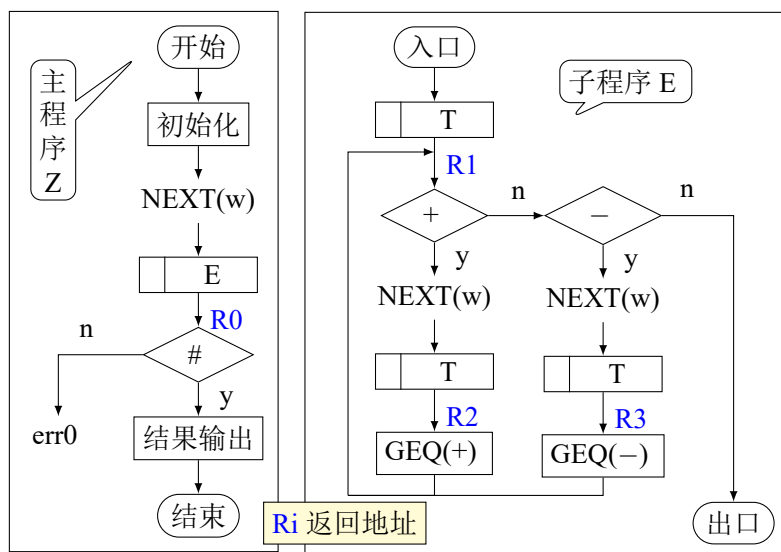 主程序 Z
开始
初始化
NEXT(w)
E
R0
n
#
y
err0
结果输出
结束
入口
子程序 E
T
R1
+
n
−
n
y
y
NEXT(w)
NEXT(w)
T
T
R2
R3
GEQ(+)
GEQ(−)
Ri 返回地址
出口